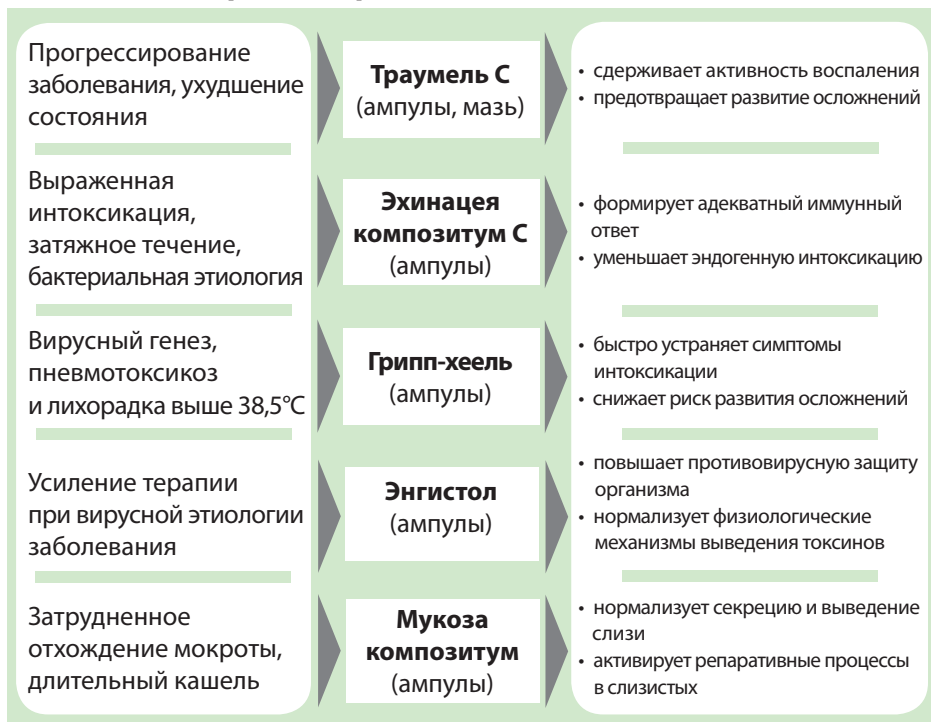 Прогрессирование
заболевания, ухудшение
состояния
Траумель С
(ампулы, мазь)
• сдерживает активность воспаления
• предотвращает развитие осложнений
Выраженная
интоксикация,
затяжное течение,
бактериальная этиология
Эхинацея
композитум С
(ампулы)
• формирует адекватный иммунный
ответ
• уменьшает эндогенную интоксикацию
Вирусный генез,
пневмотоксикоз
и лихорадка выше 38,5°С
Грипп-хеель
(ампулы)
• быстро устраняет симптомы
интоксикации
• снижает риск развития осложнений
Усиление терапии
при вирусной этиологии
заболевания
Энгистол
(ампулы)
• повышает противовирусную защиту
организма
• нормализует физиологические
механизмы выведения токсинов
Затрудненное
отхождение мокроты,
длительный кашель
Мукоза
композитум
(ампулы)
• нормализует секрецию и выведение
слизи
• активирует репаративные процессы
в слизистых